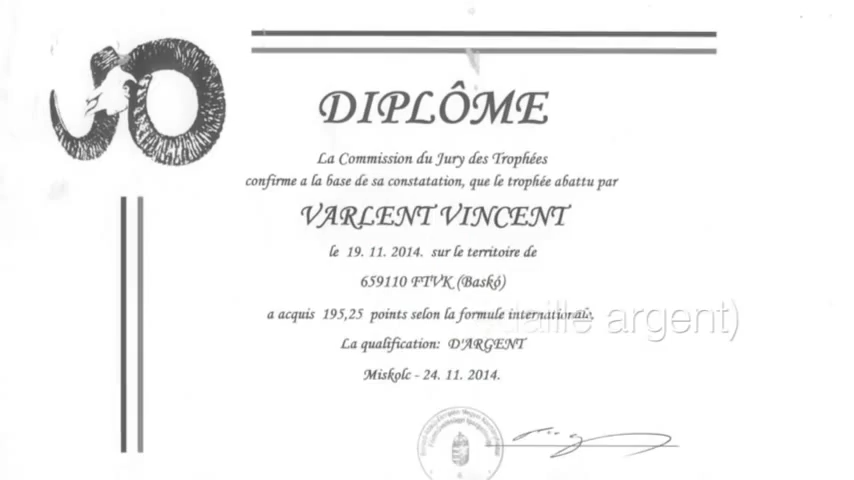 DIPLÔME
La Commission du Jury des Trophées
confirme a la base de sa constatation, que le trophée abattu par
VARLENT VINCENT
le 19. 11. 2014. sur le territoire de
659110 FTVK (Baskó)
a acquis 195,25 points selon la formule internationale.
argent)
La qualification: D'ARGENT
Miskolc - 24. 11. 2014.